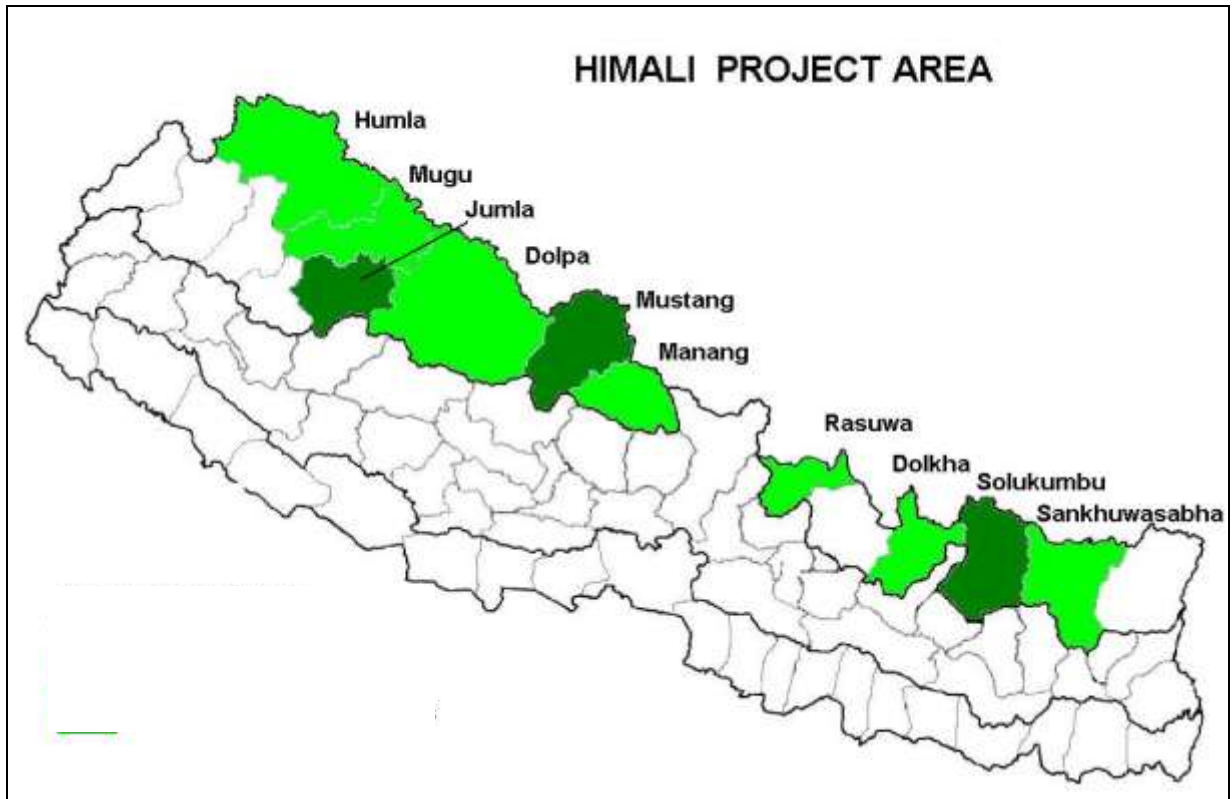 HIMALI PROJECT AREA
Humla
Mugu
Jumla
Dolpa
Mustang
Manang
Rasuwa
Dolkha
Solukumbu
Sankhuwasabha